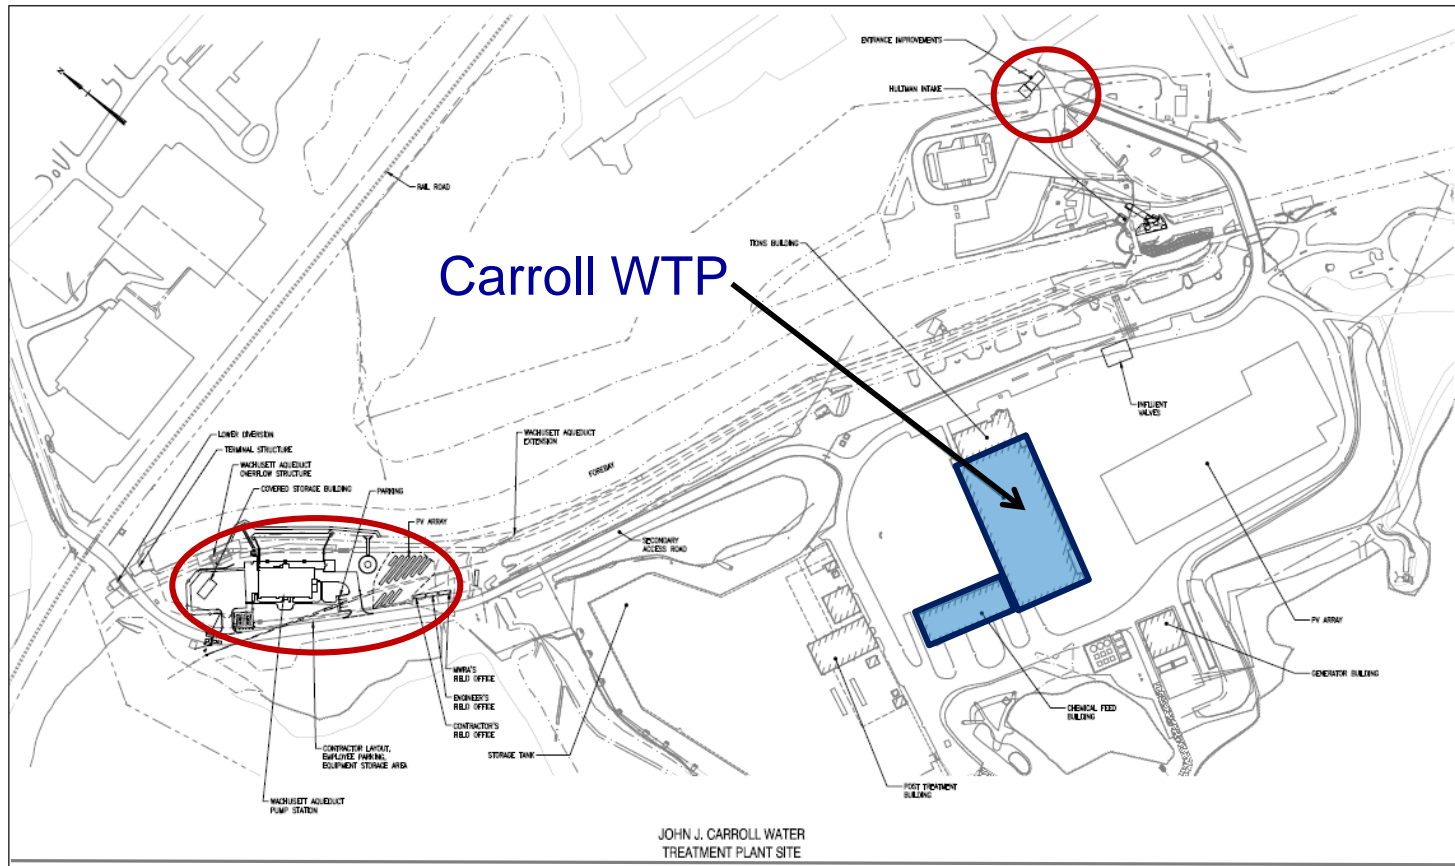 ENTRANCE IMPROVEMENTS
HULTMAN INTAKE
N
RAIL ROAD
TIONS BUILDING
Carroll WTP
INFLUENT
VALVES
LOWER DIVERSION
TERMINAL STRUCTURE
WACHUSETT AQUEDUCT
OVERFLOW STRUCTURE
COVERED STORAGE BUILDING
PARKING
WACHUSETT AQUEDUCT
EXTENSION
FOREBAY
PV ARRAY
SECONDARY
ACCESS ROAD
PV ARRAY
MWRA'S
FIELD OFFICE
ENGINEER'S
FIELD OFFICE
CONTRACTOR'S
FIELD OFFICE
GENERATOR BUILDING
CHEMICAL FEED
BUILDING
CONTRACTOR LAYOUT,
EMPLOYEE PARKING,
EQUIPMENT STORAGE AREA
STORAGE TANK
POST TREATMENT
BUILDING
WACHUSETT AQUEDUCT
PUMP STATION
JOHN J. CARROLL WATER
TREATMENT PLANT SITE